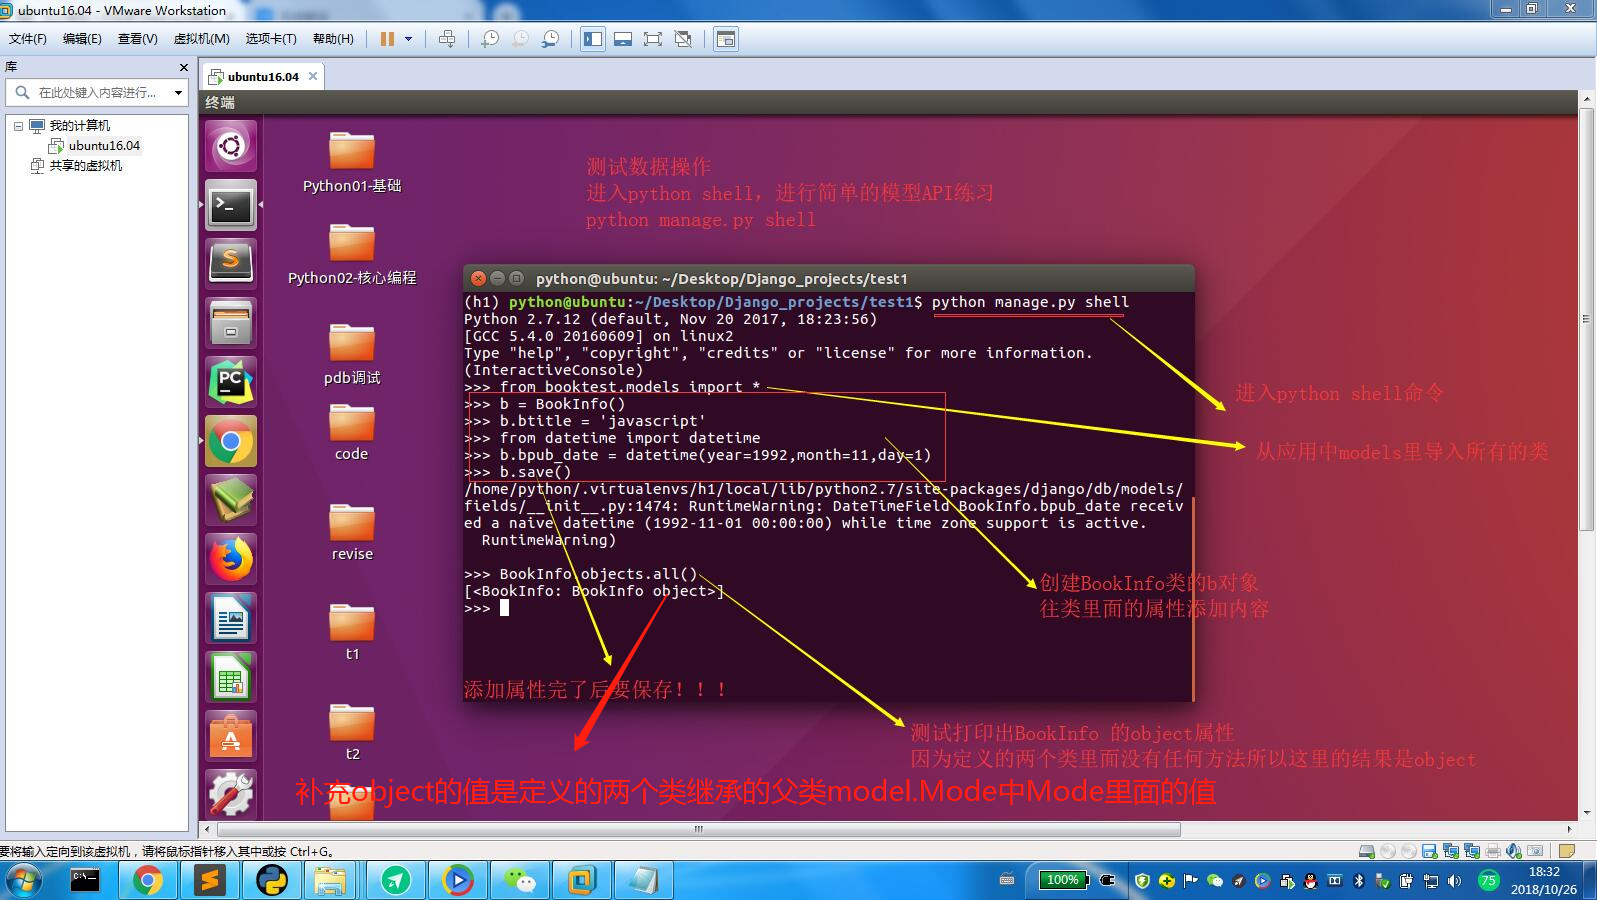 ubuntu16.04 - VMware Workstation
文件(F) 编辑(E) 查看(V) 虚拟机(M) 选项卡(T) 帮助(H)
库
在此处键入内容进行...
我的计算机
ubuntu16.04
共享的虚拟机
ubuntu16.04
终端
Python01-基础
Python02-核心编程
pdb调试
code
revise
t1
t2
测试数据操作
进入python shell，进行简单的模型API练习
python manage.py shell
python@ubuntu: ~/Desktop/Django_projects/test1
(h1) python@ubuntu:~/Desktop/Django_projects/test1$ python manage.py shell
Python 2.7.12 (default, Nov 20 2017, 18:23:56)
[GCC 5.4.0 20160609] on linux2
Type "help", "copyright", "credits" or "license" for more information.
(InteractiveConsole)
>>> from booktest.models import *
>>> b = BookInfo()
>>> b.btitle = 'javascript'
>>> from datetime import datetime
>>> b.bpub_date = datetime(year=1992,month=11,day=1)
>>> b.save()
/home/python/.virtualenvs/h1/local/lib/python2.7/site-packages/django/db/models/
fields/__init__.py:1474: RuntimeWarning: DateTimeField BookInfo.bpub_date receiv
ed a naive datetime (1992-11-01 00:00:00) while time zone support is active.
RuntimeWarning)
>>> BookInfo.objects.all()
[<BookInfo: BookInfo object>]
>>>
进入python shell命令
从应用中models里导入所有的类
创建BookInfo类的b对象
往类里面的属性添加内容
添加属性完了后要保存！！！
测试打印出BookInfo 的object属性
因为定义的两个类里面没有任何方法所以这里的结果是object
补充object的值是定义的两个类继承的父类model.Mode中Mode里面的值
要将输入定向到该虚拟机，请将鼠标指针移入其中或按 Ctrl+G。
100%
75
18:32
2018/10/26